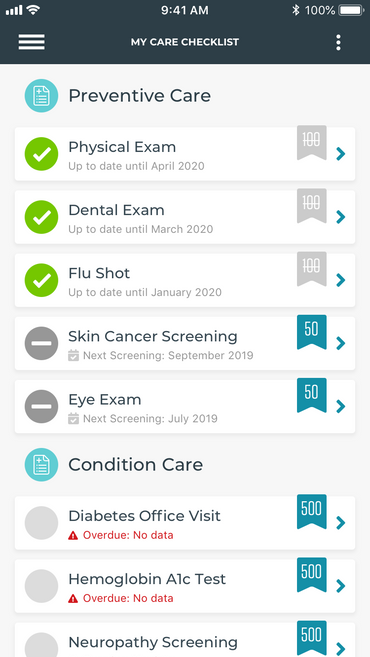 9:41 AM
100%
MY CARE CHECKLIST
Preventive Care
Physical Exam
100
Up to date until April 2020
Dental Exam
100
Up to date until March 2020
Flu Shot
100
Up to date until January 2020
Skin Cancer Screening
50
Next Screening: September 2019
Eye Exam
50
Next Screening: July 2019
Condition Care
Diabetes Office Visit
500
Overdue: No data
Hemoglobin A1c Test
500
Overdue: No data
Neuropathy Screening
500